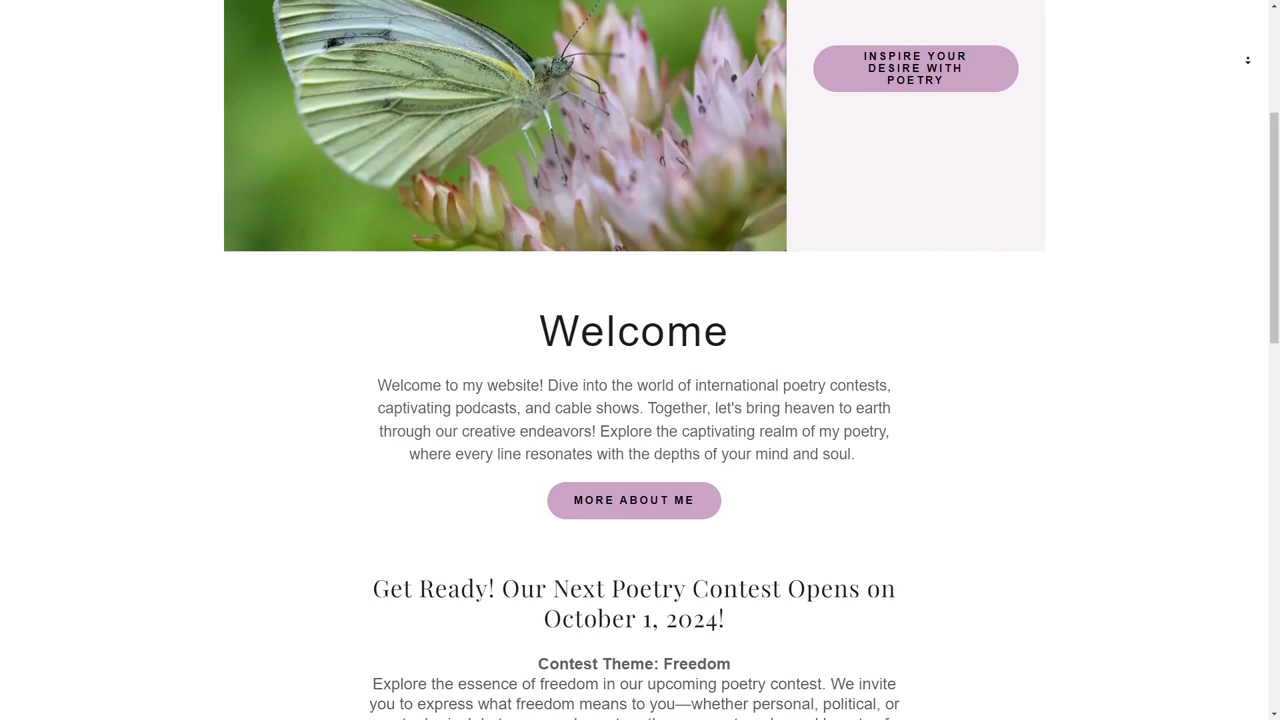 INSPIRE YOUR
DESIRE WITH
POETRY
Welcome
Welcome to my website! Dive into the world of international poetry contests,
captivating podcasts, and cable shows. Together, let's bring heaven to earth
through our creative endeavors! Explore the captivating realm of my poetry,
where every line resonates with the depths of your mind and soul.
MORE ABOUT ME
Get Ready! Our Next Poetry Contest Opens on
October 1, 2024!
Contest Theme: Freedom
Explore the essence of freedom in our upcoming poetry contest. We invite
you to express what freedom means to you—whether personal, political, or